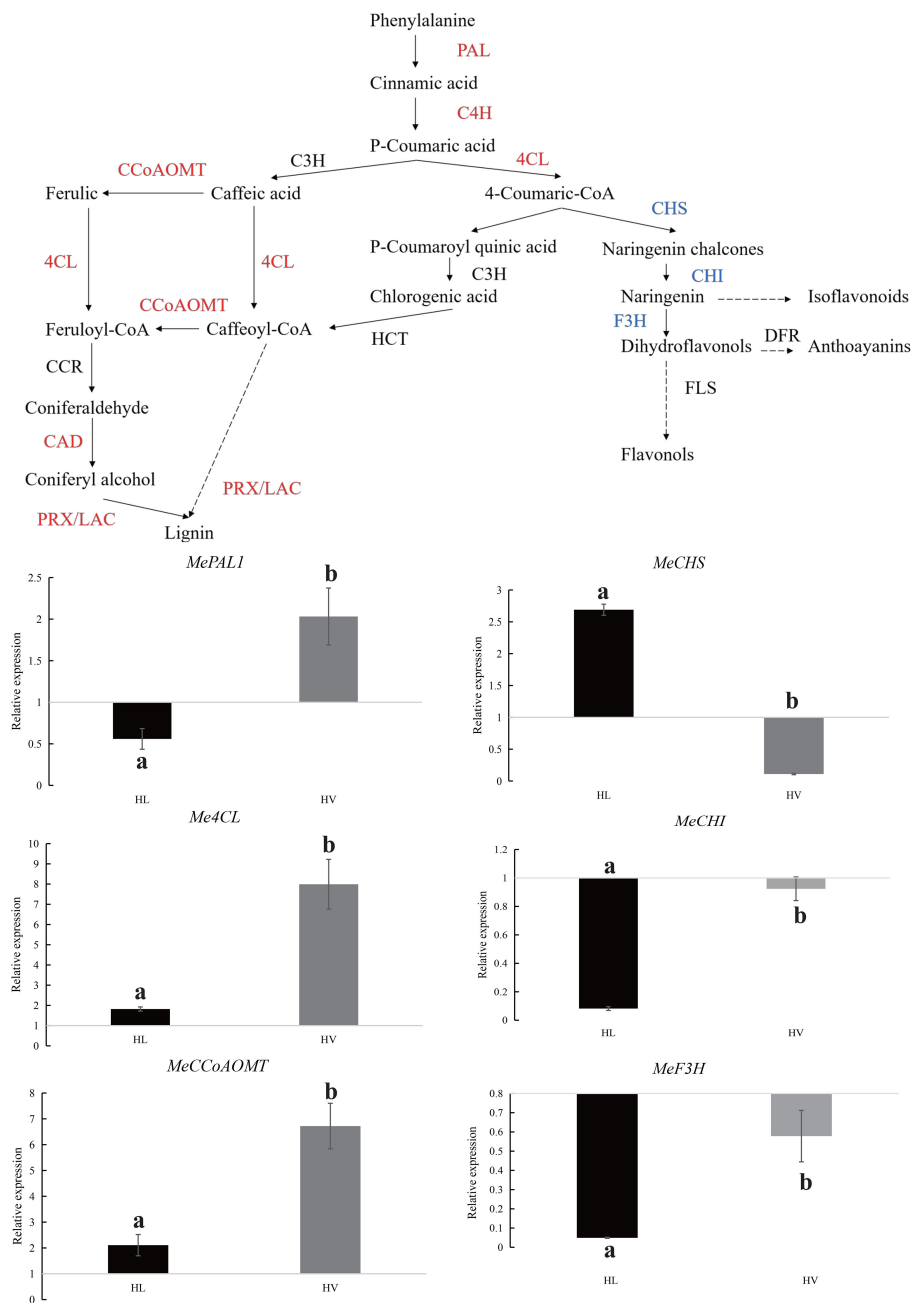 Phenylalanine
PAL
Cinnamic acid
C4H
P-Coumaric acid
C3H
4CL
CCoAOMT
Ferulic
Caffeic acid
4-Coumaric-CoA
CHS
P-Coumaroyl quinic acid
Naringenin chalcones
4CL
4CL
C3H
CHI
Chlorogenic acid
Naringenin
Isoflavonoids
CCoAOMT
F3H
Feruloyl-CoA
Caffeoyl-CoA
HCT
DFR
Dihydroflavonols
Anthoayanins
CCR
FLS
Coniferaldehyde
CAD
Flavonols
Coniferyl alcohol
PRX/LAC
PRX/LAC
Lignin
MePAL1
Relative expression
2.5
2
1.5
1
0.5
0
a
b
HL
HV
MeCHS
Relative expression
3
2.5
2
1.5
1
0.5
0
a
b
HL
HV
Me4CL
Relative expression
10
9
8
7
6
5
4
3
2
1
0
a
b
HL
HV
MeCHI
Relative expression
1.2
1
0.8
0.6
0.4
0.2
0
a
b
HL
HV
MeCCoAOMT
Relative expression
8
7
6
5
4
3
2
1
0
a
b
HL
HV
MeF3H
Relative expression
0.8
0.7
0.6
0.5
0.4
0.3
0.2
0.1
0
a
b
HL
HV